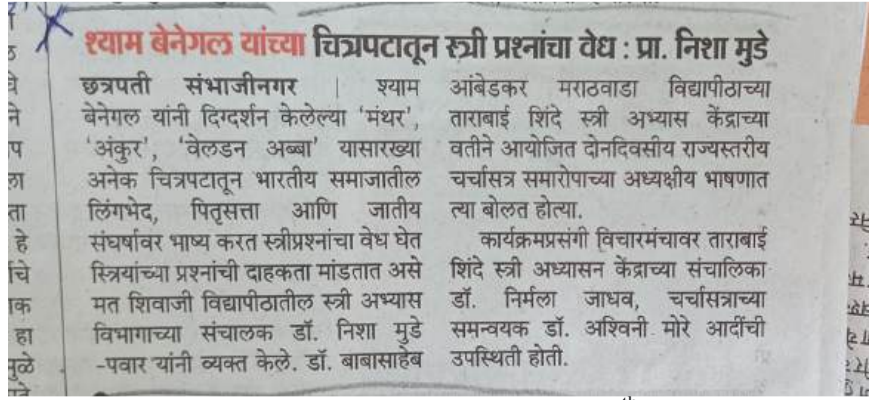 श्याम बेनेगल यांच्या चित्रपटातून स्त्री प्रश्नांचा वेध : प्रा. निशा मुडे
छत्रपती संभाजीनगर | श्याम
बेनेगल यांनी दिग्दर्शन केलेल्या 'मंथर',
'अंकुर', 'वेलडन अब्बा' यासारख्या
अनेक चित्रपटातून भारतीय समाजातील
लिंगभेद, पितृसत्ता आणि जातीय
संघर्षावर भाष्य करत स्त्रीप्रश्नांचा वेध घेत
स्त्रियांच्या प्रश्नांची दाहकता मांडतात असे
मत शिवाजी विद्यापीठातील स्त्री अभ्यास
विभागाच्या संचालक डॉ. निशा मुडे
-पवार यांनी व्यक्त केले. डॉ. बाबासाहेब
आंबेडकर मराठवाडा विद्यापीठाच्या
ताराबाई शिंदे स्त्री अभ्यास केंद्राच्या
वतीने आयोजित दोनदिवसीय राज्यस्तरीय
चर्चासत्र समारोपाच्या अध्यक्षीय भाषणात
त्या बोलत होत्या.
कार्यक्रमप्रसंगी विचारमंचावर ताराबाई
शिंदे स्त्री अध्यासन केंद्राच्या संचालिका
डॉ. निर्मला जाधव, चर्चासत्राच्या
समन्वयक डॉ. अश्विनी मोरे आदींची
उपस्थिती होती.